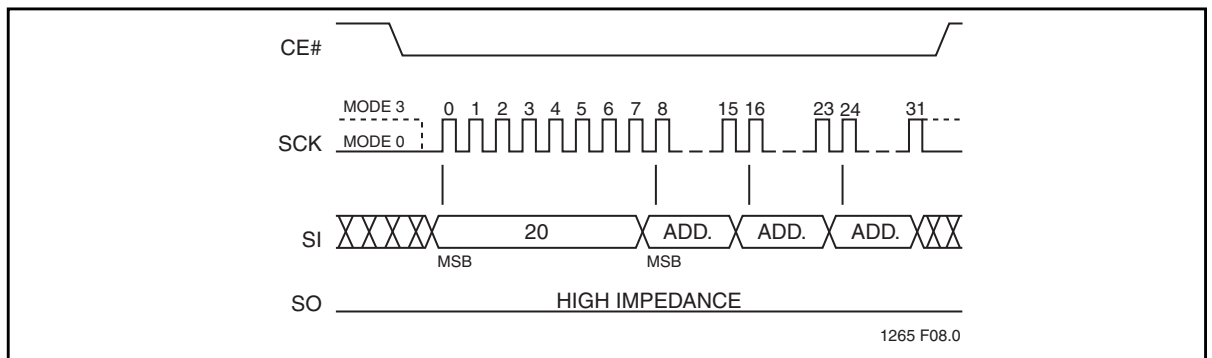 CE#
MODE 3
0 1 2 3 4 5 6 7 8 15 16 23 24 31
SCK
MODE 0
SI
20 ADD. ADD. ADD.
MSB MSB
SO
HIGH IMPEDANCE
1265 F08.0